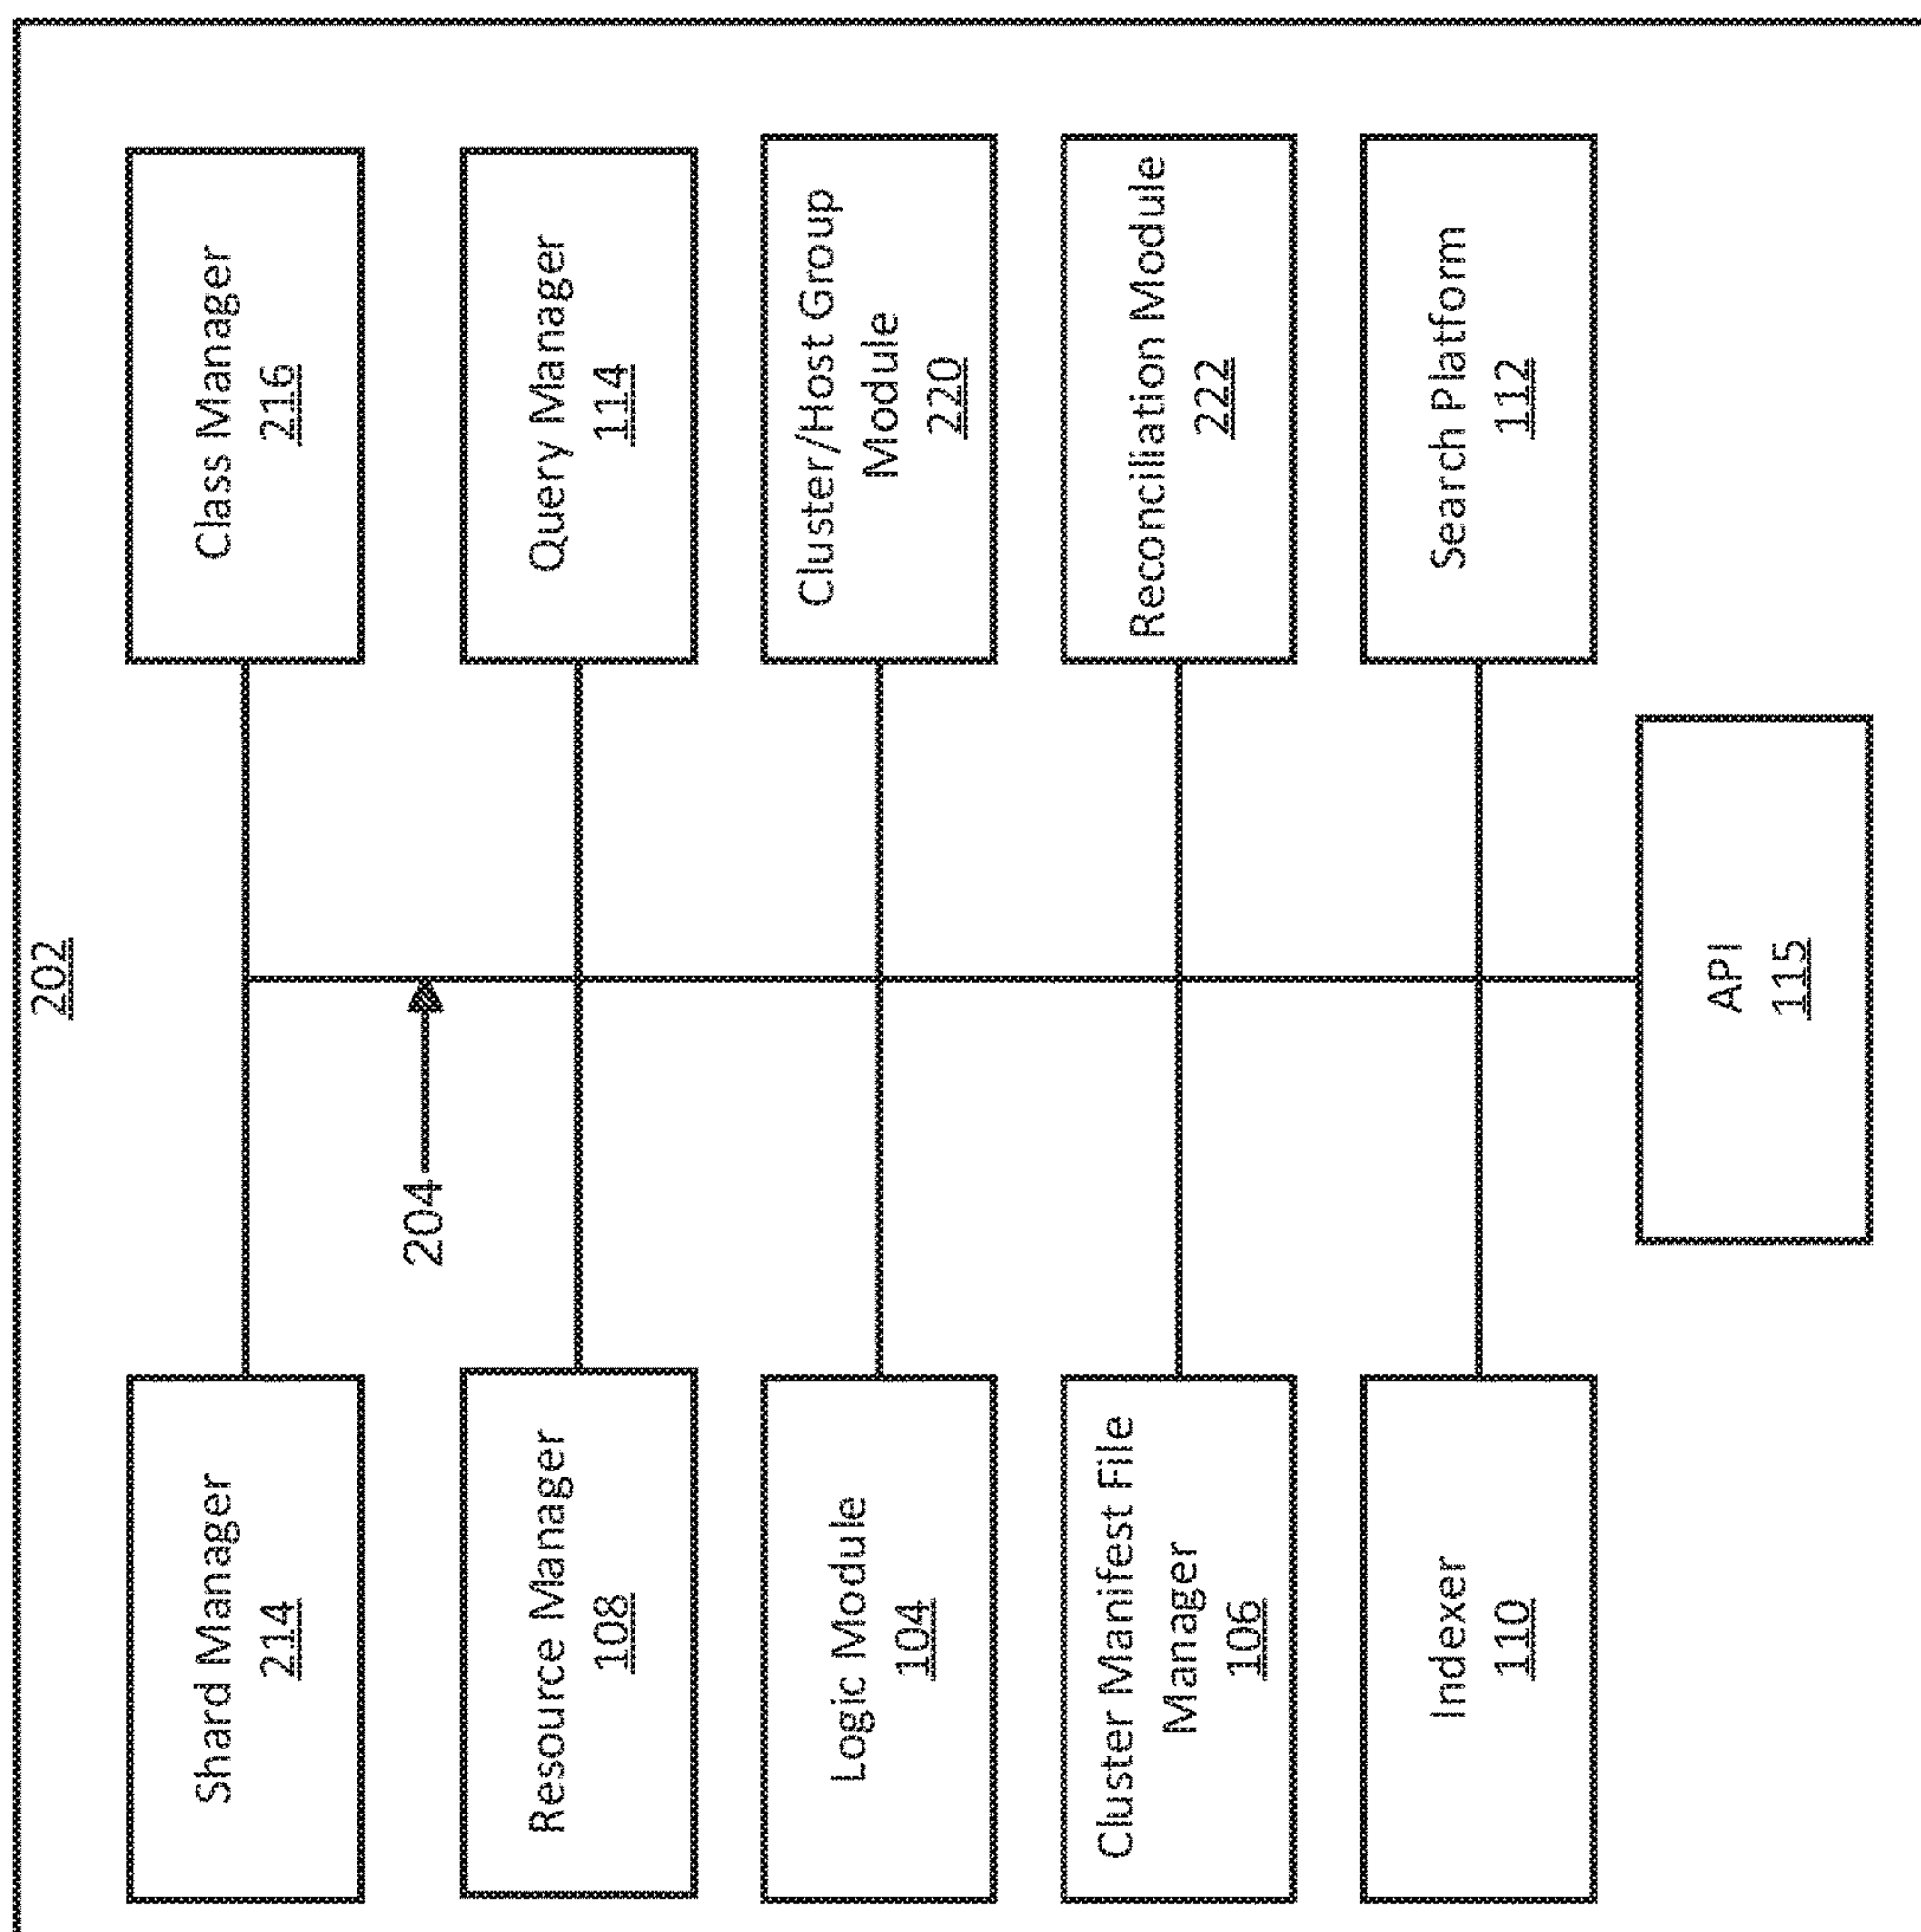 202
Shard Manager
214
Class Manager
216
204
Resource Manager
108
Query Manager
114
Logic Module
104
Cluster/Host Group
Module
220
Cluster Manifest File
Manager
106
Reconciliation Module
222
Indexer
110
Search Platform
112
API
115